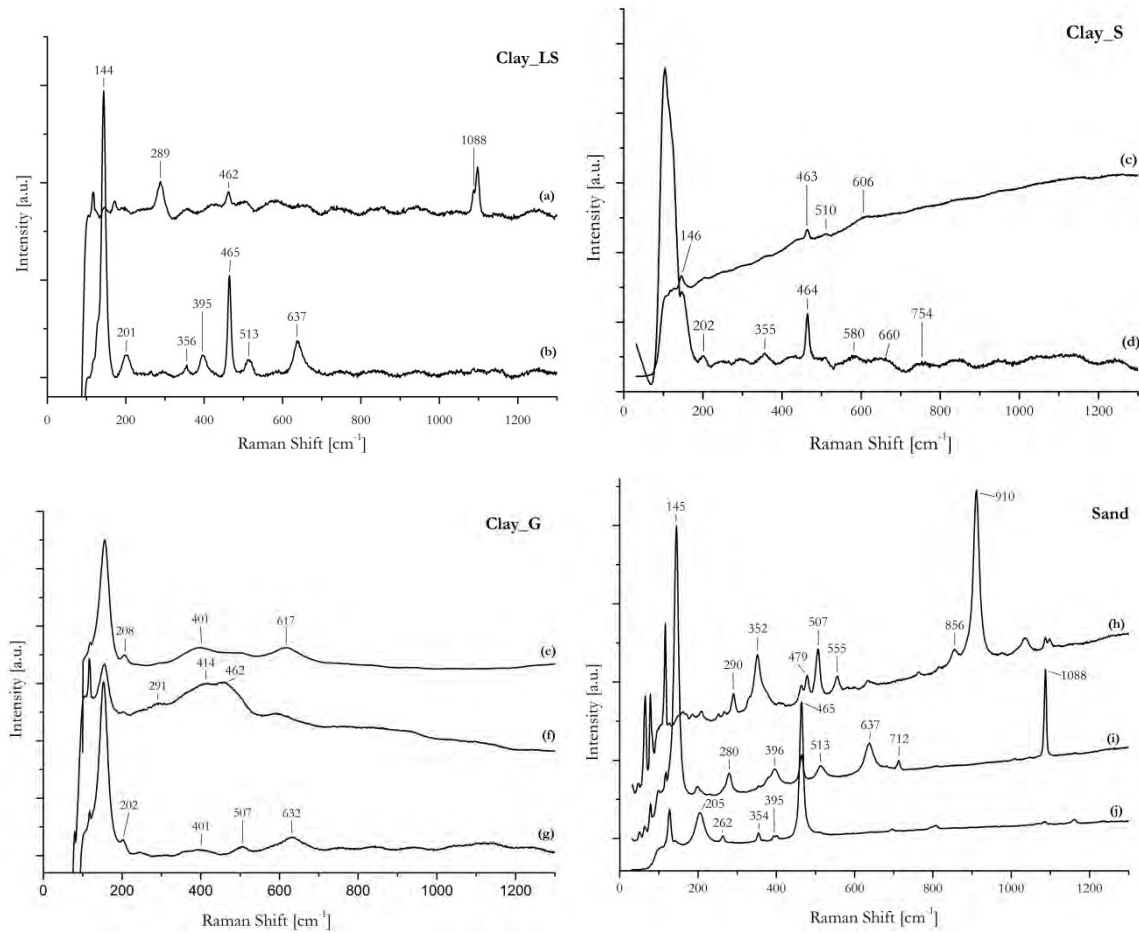 Clay_LS
144
289
462
1088
(a)
465
395
201
356
513
637
(b)
Intensity [a.u.]
200 400 600 800 1000 1200
Raman Shift [cm-1]
Clay_S
(c)
463
606
510
146
464
202
355
580
660
754
(d)
Intensity [a.u.]
200 400 600 800 1000 1200
Raman Shift [cm-1]
Clay_G
208
401
617
(e)
414
462
291
(f)
202
401
507
632
(g)
Intensity [a.u.]
0 200 400 600 800 1000 1200
Raman Shift [cm-1]
Sand
910
145
856
352
507
(h)
290
479
555
465
1088
637
280
396
513
712
(i)
205
395
262
354
(j)
Intensity [a.u.]
0 200 400 600 800 1000 1200
Raman Shift [cm-1]